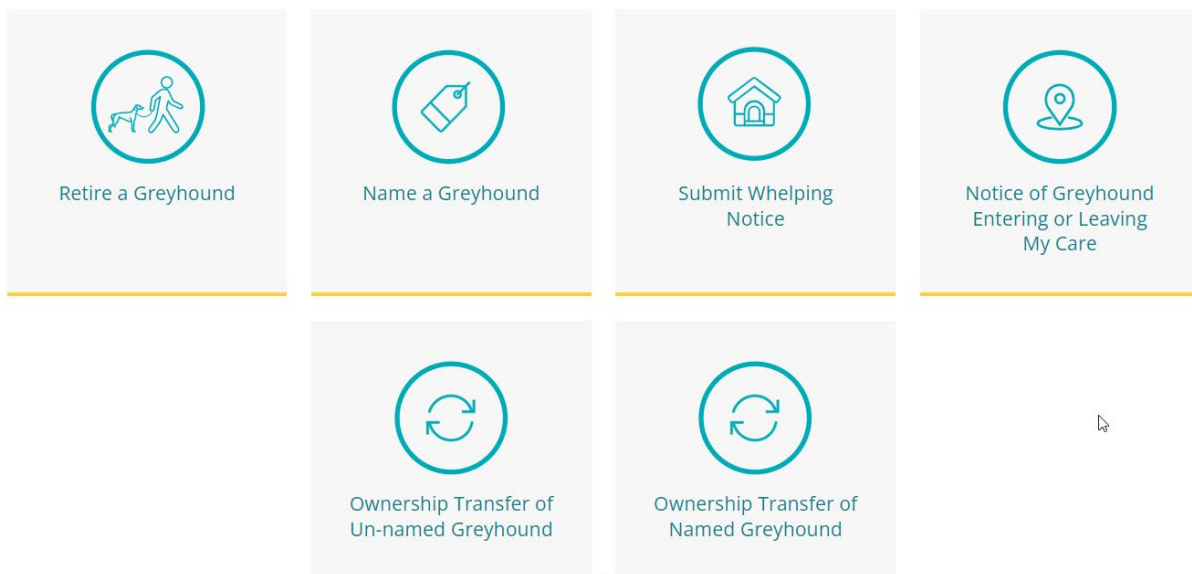 Retire a Greyhound
Name a Greyhound
Submit Whelping
Notice
Notice of Greyhound
Entering or Leaving
My Care
Ownership Transfer of
Un-named Greyhound
Ownership Transfer of
Named Greyhound